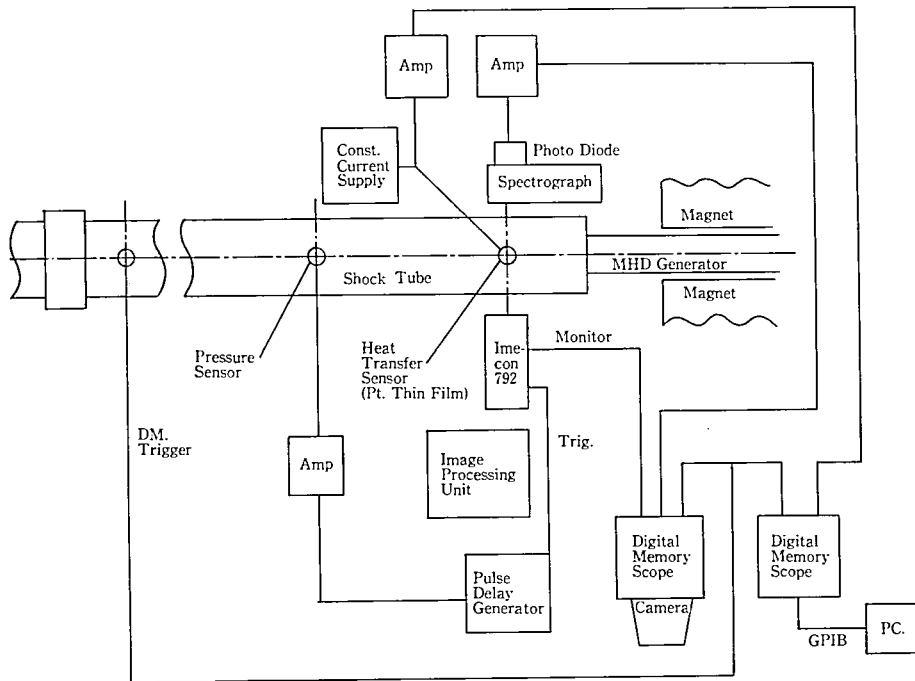 Amp
Amp
Const.
Current
Supply
Photo Diode
Spectrograph
Magnet
MHD Generator
Shock Tube
Magnet
Pressure
Sensor
Heat
Transfer
Sensor
(Pt. Thin Film)
Ime-
con
792
Monitor
DM.
Trigger
Trig.
Amp
Image
Processing
Unit
Digital
Memory
Scope
Digital
Memory
Scope
Pulse
Delay
Generator
Camera
GPIB
PC.